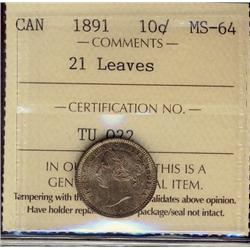 CAN 1891 10¢ MS-64
COMMENTS
21 Leaves
CERTIFICATION NO.
TU 022
IN OU THIS IS A
GEN AL ITEM.
Tampering with th alidates above opinion.
Have holder repla package/seal not intact.